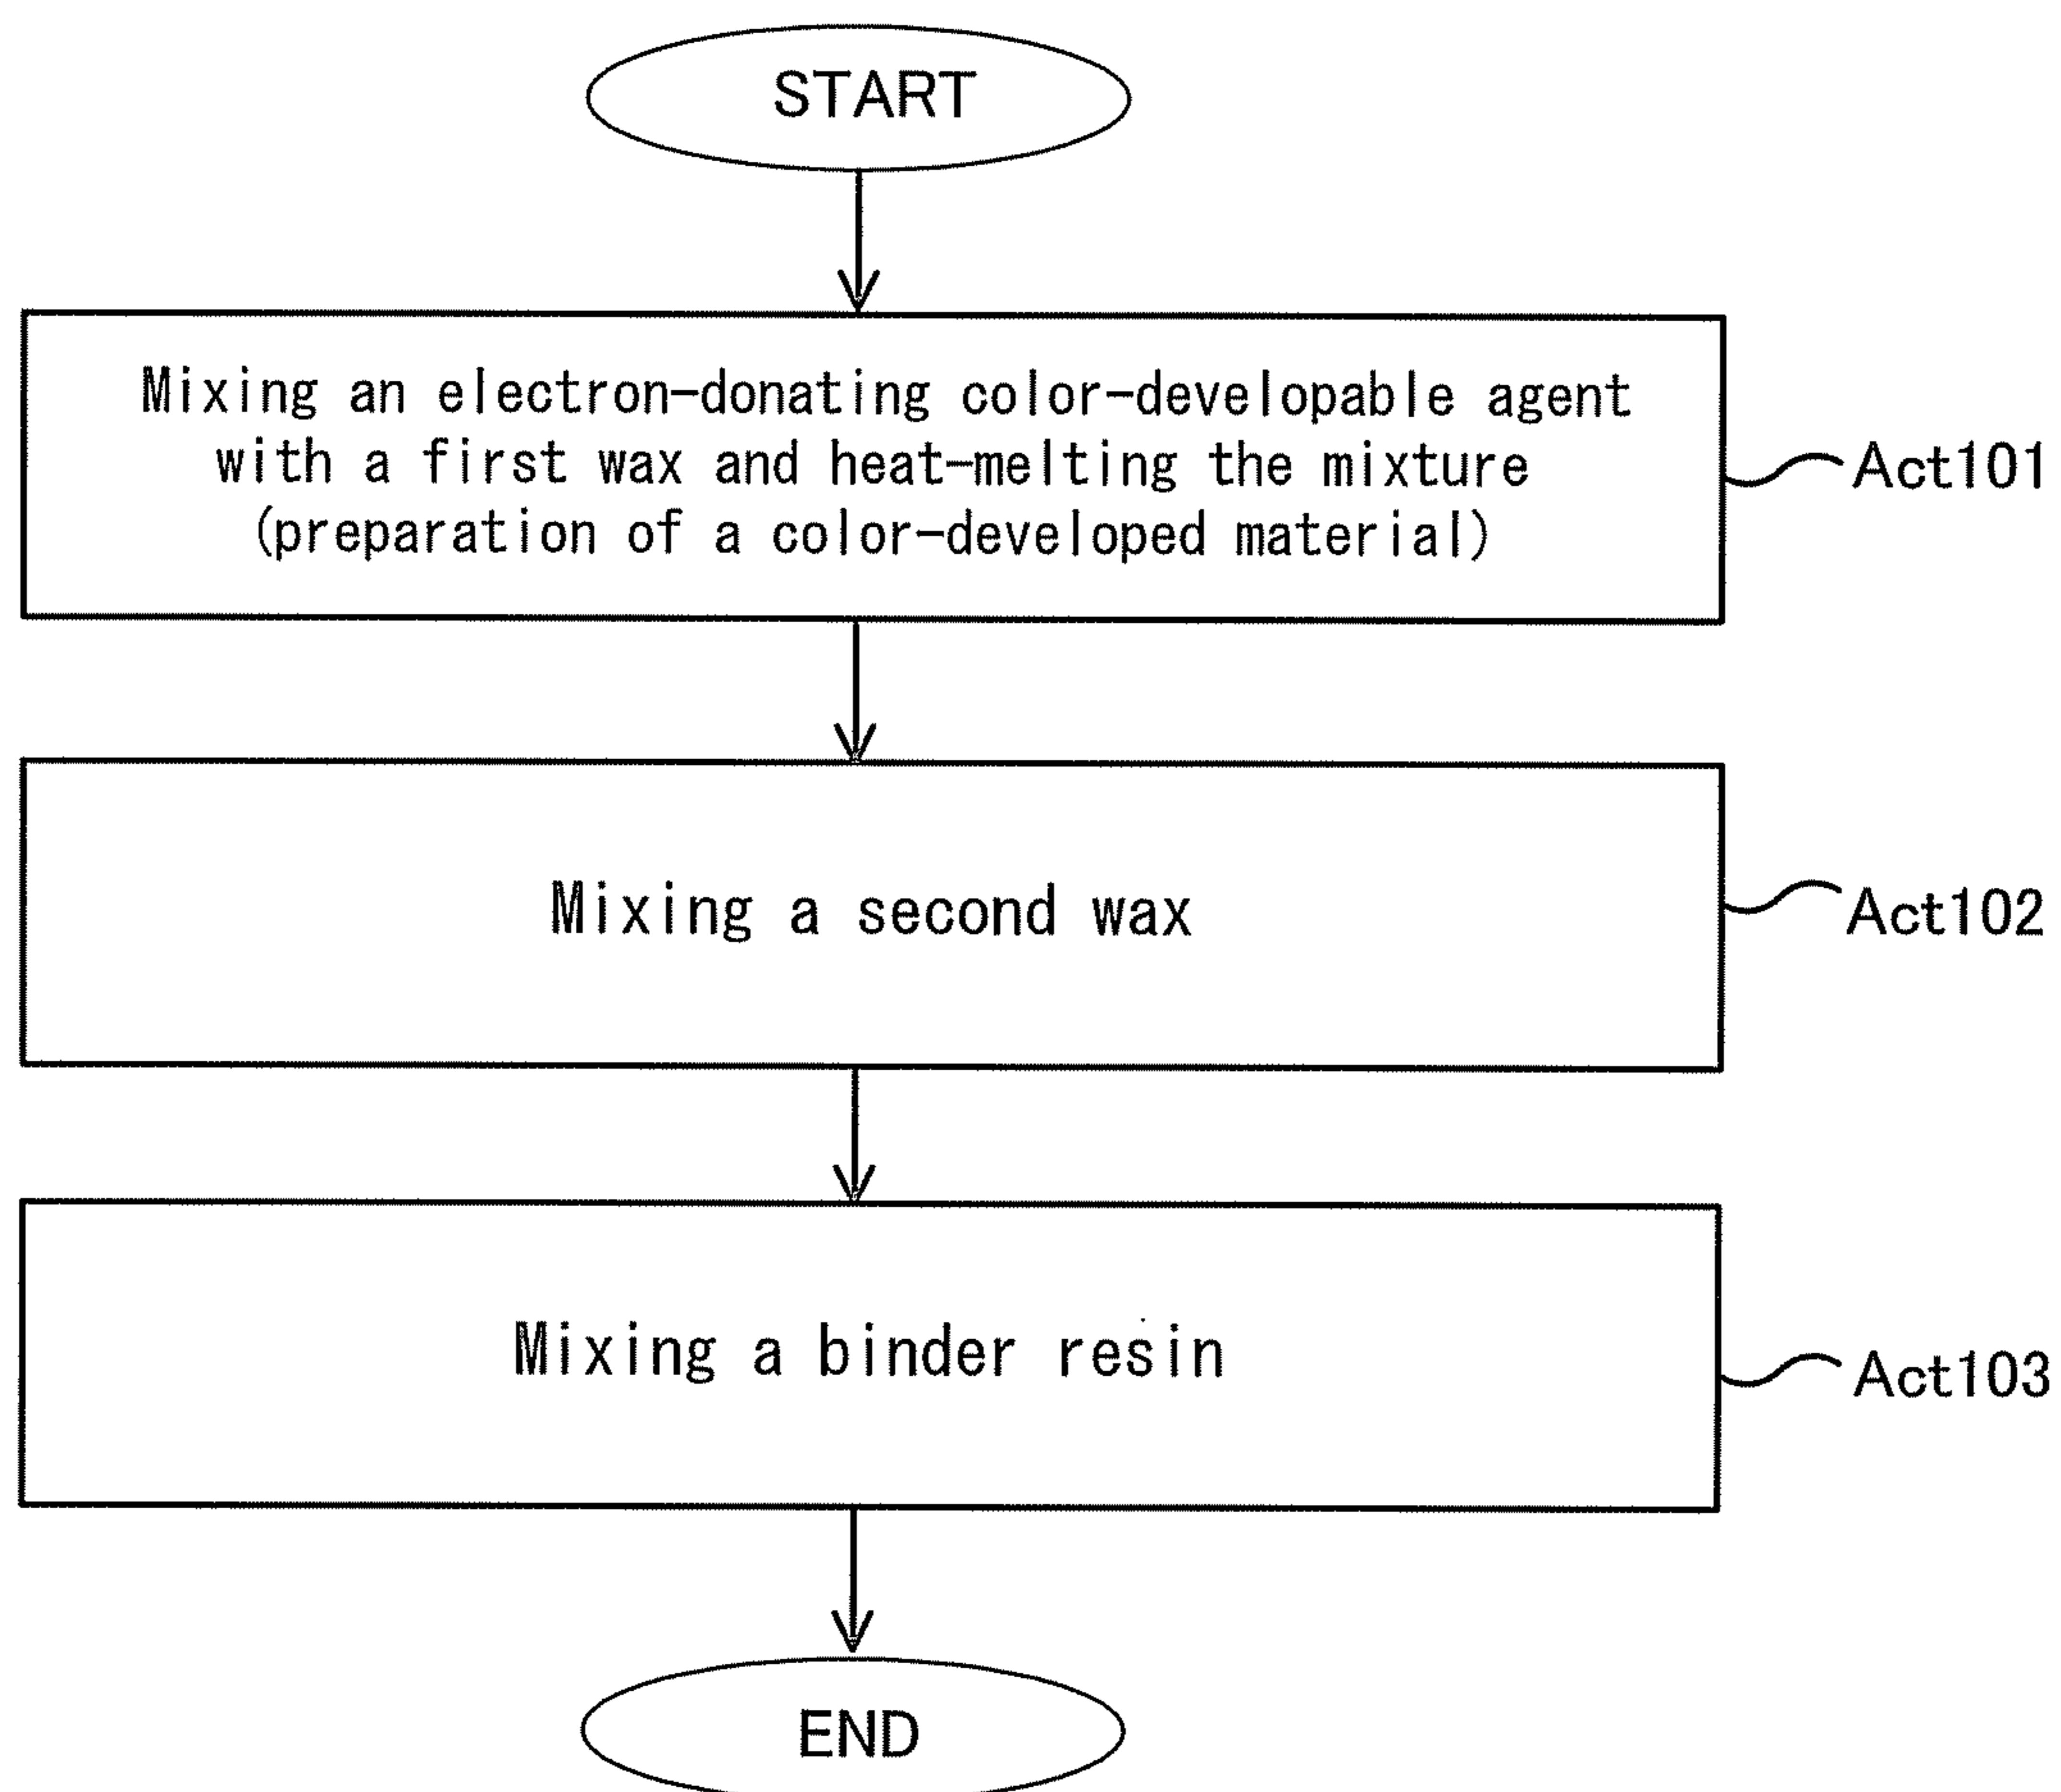 START
Mixing an electron-donating color-developable agent
with a first wax and heat-melting the mixture
(preparation of a color-developed material)
Act101
Mixing a second wax
Act102
Mixing a binder resin
Act103
END